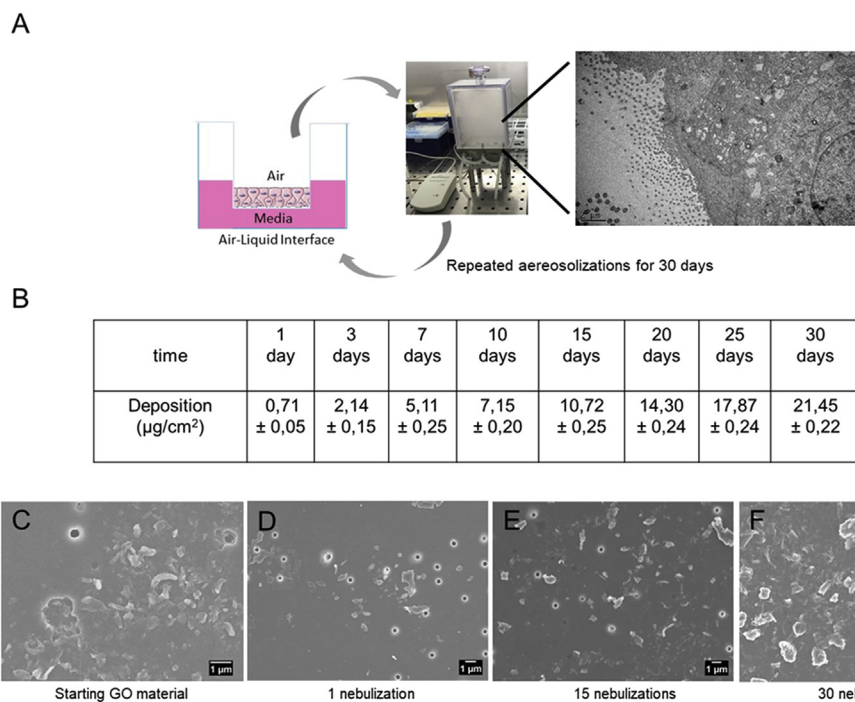 A
Air
Media
Air-Liquid Interface
Repeated aereosolizations for 30 days
B
time
1
day
3
days
7
days
10
days
15
days
20
days
25
days
30
days
Deposition
(µg/cm²)
0,71
± 0,05
2,14
± 0,15
5,11
± 0,25
7,15
± 0,20
10,72
± 0,25
14,30
± 0,24
17,87
± 0,24
21,45
± 0,22
C
D
E
F
1 µm
1 µm
1 µm
Starting GO material
1 nebulization
15 nebulizations
30 neb